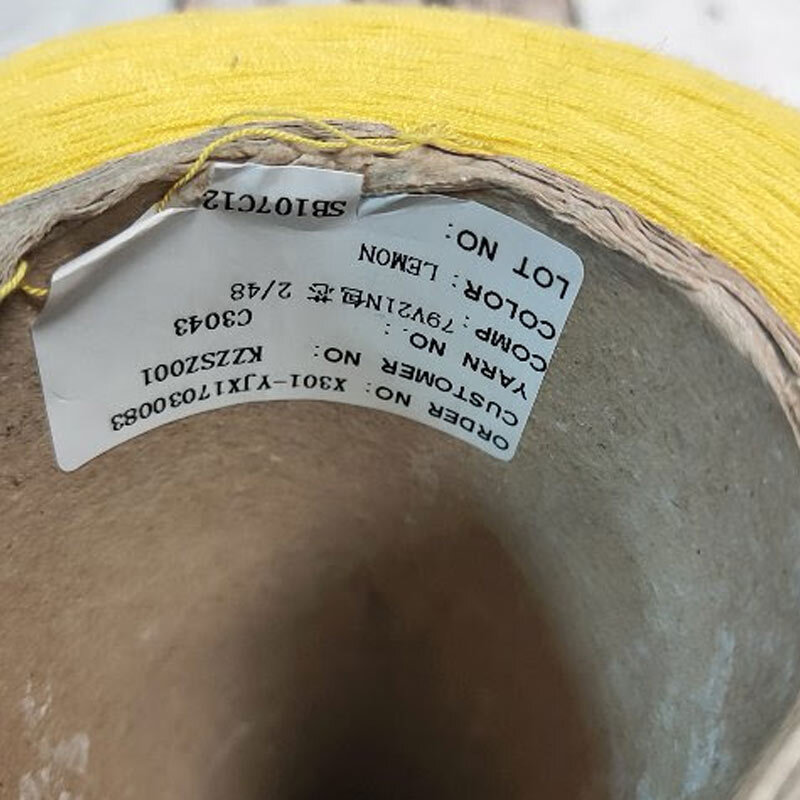 ORDER NO: X301-YJX17030083
CUSTOMER NO: KZZSZ001
YARN NO.: C3043
COMP: 79V21N包芯 2/48
COLOR: LEMON
LOT NO: SB107C12